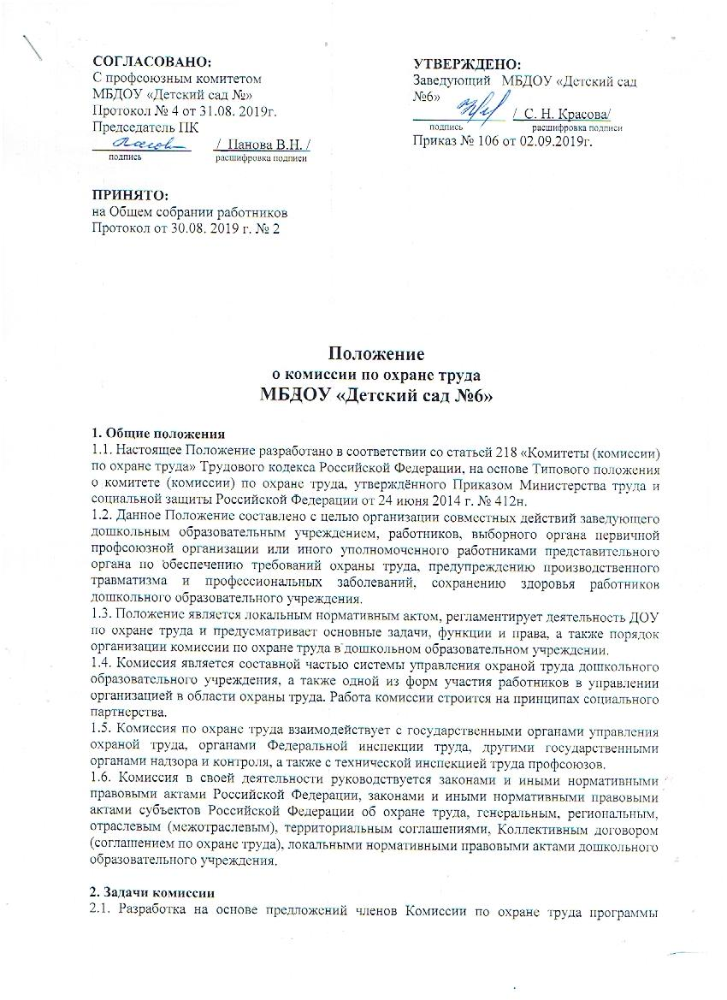 СОГЛАСОВАНО:
С профсоюзным комитетом
МБДОУ «Детский сад №»
Протокол № 4 от 31.08. 2019г.
Председатель ПК
/ Панова В.Н. /
подпись расшифровка подписи
УТВЕРЖДЕНО:
Заведующий МБДОУ «Детский сад
№6»
/ С. Н. Красова/
подпись расшифровка подписи
Приказ № 106 от 02.09.2019г.
ПРИНЯТО:
на Общем собрании работников
Протокол от 30.08. 2019 г. № 2
Положение
о комиссии по охране труда
МБДОУ «Детский сад №6»
1. Общие положения
1.1. Настоящее Положение разработано в соответствии со статьей 218 «Комитеты (комиссии)
по охране труда» Трудового кодекса Российской Федерации, на основе Типового положения
о комитете (комиссии) по охране труда, утверждённого Приказом Министерства труда и
социальной защиты Российской Федерации от 24 июня 2014 г. № 412н.
1.2. Данное Положение составлено с целью организации совместных действий заведующего
дошкольным образовательным учреждением, работников, выборного органа первичной
профсоюзной организации или иного уполномоченного работниками представительного
органа по обеспечению требований охраны труда, предупреждению производственного
травматизма и профессиональных заболеваний, сохранению здоровья работников
дошкольного образовательного учреждения.
1.3. Положение является локальным нормативным актом, регламентирует деятельность ДОУ
по охране труда и предусматривает основные задачи, функции и права, а также порядок
организации комиссии по охране труда в дошкольном образовательном учреждении.
1.4. Комиссия является составной частью системы управления охраной труда дошкольного
образовательного учреждения, а также одной из форм участия работников в управлении
организацией в области охраны труда. Работа комиссии строится на принципах социального
партнерства.
1.5. Комиссия по охране труда взаимодействует с государственными органами управления
охраной труда, органами Федеральной инспекции труда, другими государственными
органами надзора и контроля, а также с технической инспекцией труда профсоюзов.
1.6. Комиссия в своей деятельности руководствуется законами и иными нормативными
правовыми актами Российской Федерации, законами и иными нормативными правовыми
актами субъектов Российской Федерации об охране труда, генеральным, региональным,
отраслевым (межотраслевым), территориальным соглашениями, Коллективным договором
(соглашением по охране труда), локальными нормативными правовыми актами дошкольного
образовательного учреждения.
2. Задачи комиссии
2.1. Разработка на основе предложений членов Комиссии по охране труда программы